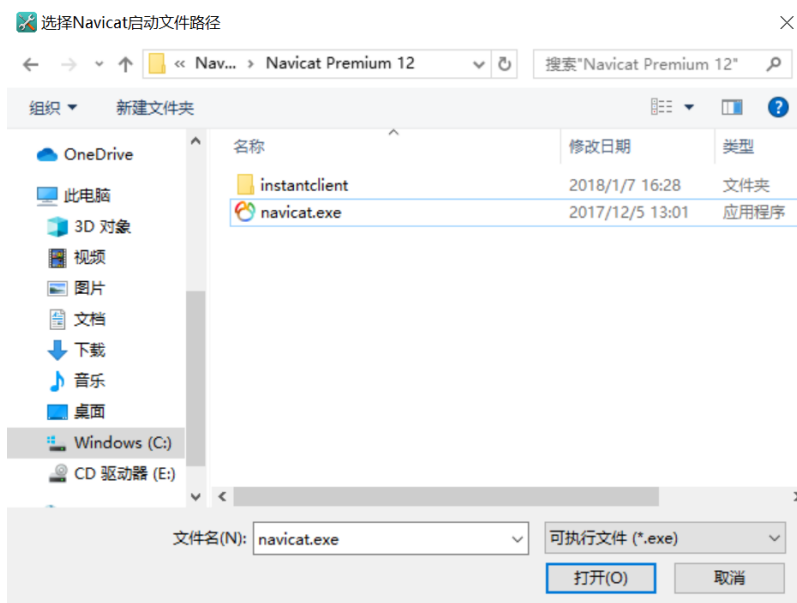 选择Navicat启动文件路径
« Nav... › Navicat Premium 12
搜索"Navicat Premium 12"
组织 新建文件夹
名称 修改日期 类型
OneDrive
此电脑
3D 对象
视频
图片
文档
下载
音乐
桌面
Windows (C:)
CD 驱动器 (E:)
instantclient 2018/1/7 16:28 文件夹
navicat.exe 2017/12/5 13:01 应用程序
文件名(N): navicat.exe 可执行文件 (*.exe)
打开(O) 取消